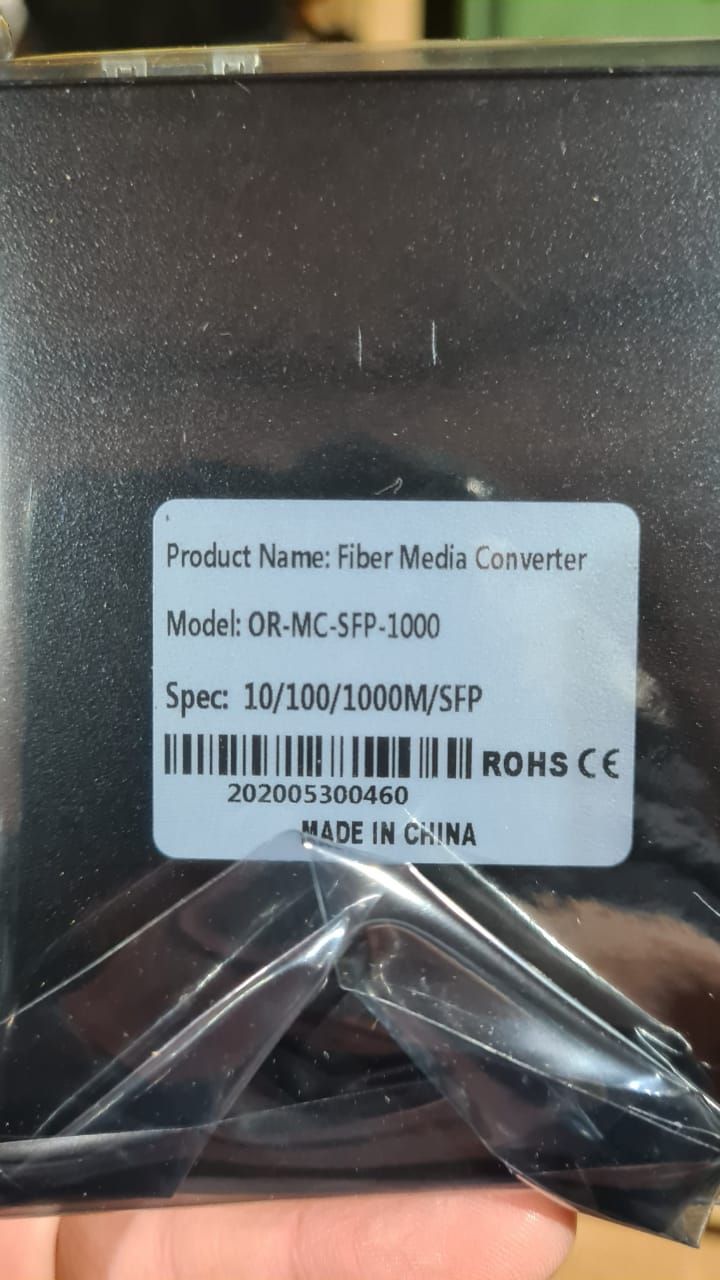 Product Name: Fiber Media Converter
Model: OR-MC-SFP-1000
Spec: 10/100/1000M/SFP
ROHS CE
202005300460
MADE IN CHINA